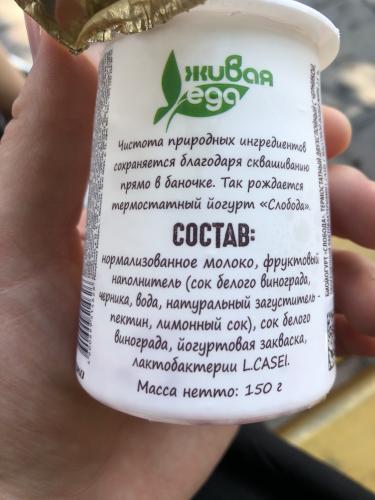 живая
еда
Чистота природных ингредиентов
сохраняется благодаря сквашиванию
прямо в баночке. Так рождается
термостатный йогурт «Слобода».
СОСТАВ:
нормализованное молоко, фруктовый
наполнитель (сок белого винограда,
черника, вода, натуральный загуститель -
пектин, лимонный сок), сок белого
винограда, йогуртовая закваска,
лактобактерии L.CASEI.
Масса нетто: 150 г